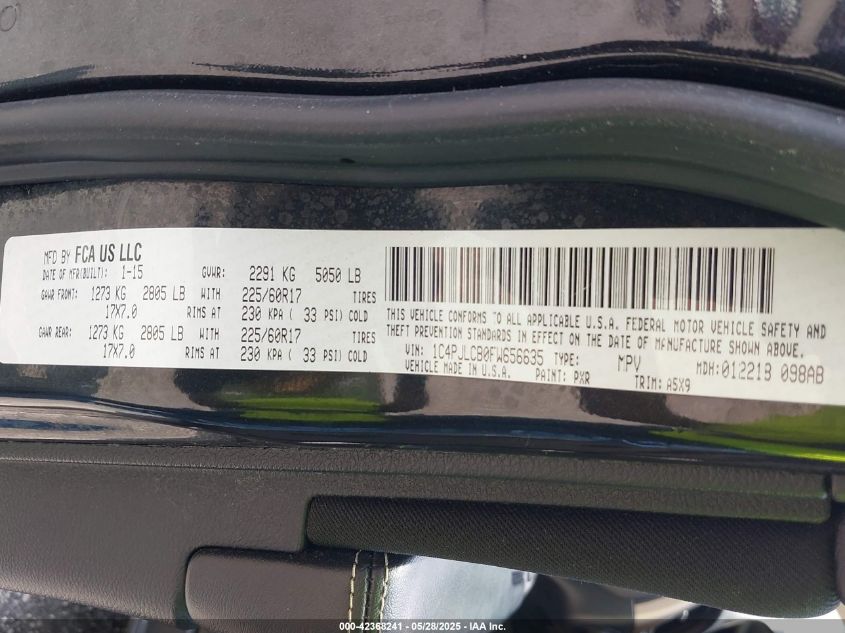 MFD BY FCA US LLC
DATE OF MFR(BUILT): 1-15 GVWR: 2291 KG 5050 LB
GAWR FRONT: 1273 KG 2805 LB WITH 225/60R17 TIRES
17X7.0 RIMS AT 230 KPA ( 33 PSI) COLD
GAWR REAR: 1273 KG 2805 LB WITH 225/60R17 TIRES
17X7.0 RIMS AT 230 KPA ( 33 PSI) COLD
THIS VEHICLE CONFORMS TO ALL APPLICABLE U.S.A. FEDERAL MOTOR VEHICLE SAFETY AND
THEFT PREVENTION STANDARDS IN EFFECT ON THE DATE OF MANUFACTURE SHOWN ABOVE.
VIN: 1C4PJLCB0FW656635 TYPE: MPV MDH:012213 098AB
VEHICLE MADE IN U.S.A. PAINT: PXR TRIM: A5X9
000-42368241 - 05/28/2025 - IAA Inc.